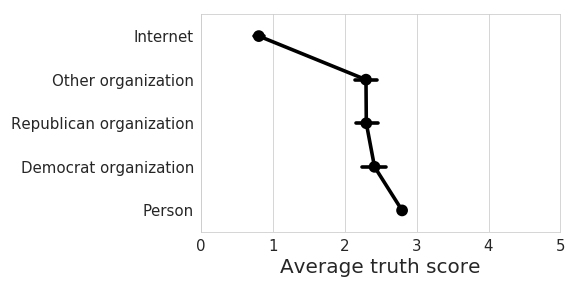 Internet
Other organization
Republican organization
Democrat organization
Person
0 1 2 3 4 5
Average truth score